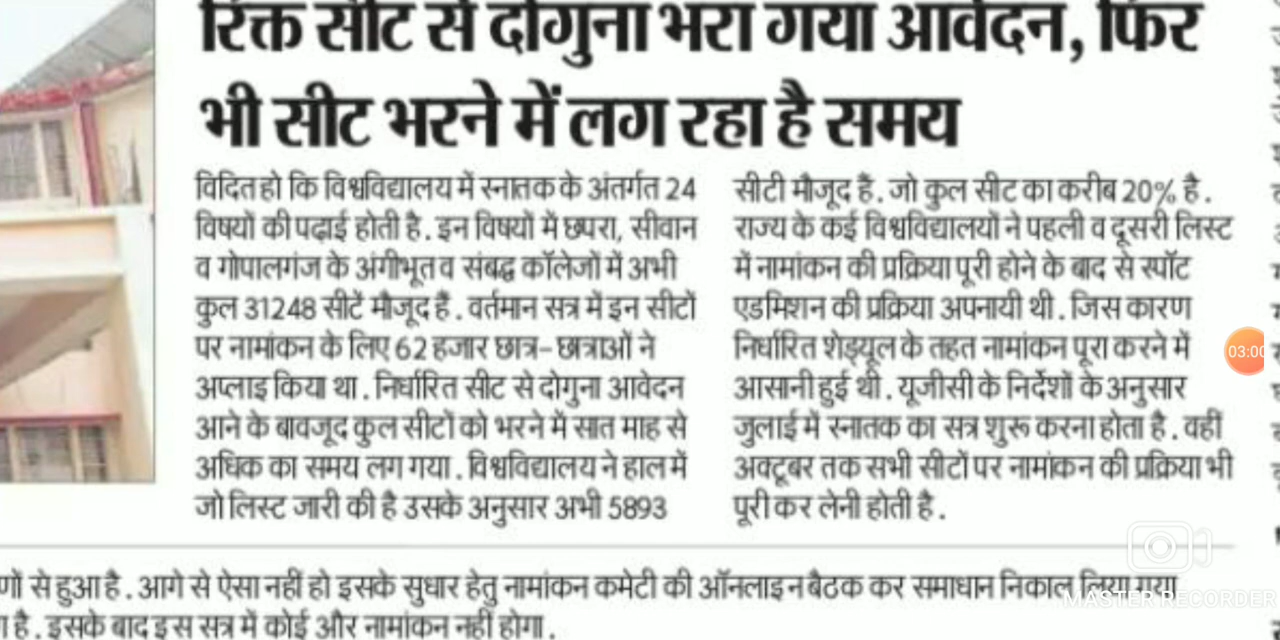 रिक्त सीट से दोगुना भरा गया आवेदन, फिर
भी सीट भरने में लग रहा है समय
विदित हो कि विश्वविद्यालय में स्नातक के अंतर्गत 24
विषयों की पढ़ाई होती है. इन विषयों में छपरा, सीवान
व गोपालगंज के अंगीभूत व संबद्ध कॉलेजों में अभी
कुल 31248 सीटें मौजूद हैं. वर्तमान सत्र में इन सीटों
पर नामांकन के लिए 62 हजार छात्र-छात्राओं ने
अप्लाइ किया था. निर्धारित सीट से दोगुना आवेदन
आने के बावजूद कुल सीटों को भरने में सात माह से
अधिक का समय लग गया. विश्वविद्यालय ने हाल में
जो लिस्ट जारी की है उसके अनुसार अभी 5893
सीटी मौजूद है. जो कुल सीट का करीब 20% है.
राज्य के कई विश्वविद्यालयों ने पहली व दूसरी लिस्ट
में नामांकन की प्रक्रिया पूरी होने के बाद से स्पॉट
एडमिशन की प्रक्रिया अपनायी थी. जिस कारण
निर्धारित शेड्यूल के तहत नामांकन पूरा करने में
आसानी हुई थी. यूजीसी के निर्देशों के अनुसार
जुलाई में स्नातक का सत्र शुरू करना होता है. वहीं
अक्टूबर तक सभी सीटों पर नामांकन की प्रक्रिया भी
पूरी कर लेनी होती है.
03:00
से हुआ है. आगे से ऐसा नहीं हो इसके सुधार हेतु नामांकन कमेटी की ऑनलाइन बैठक कर समाधान निकाल लिया गया
है. इसके बाद इस सत्र में कोई और नामांकन नहीं होगा.
MASTER RECORDER